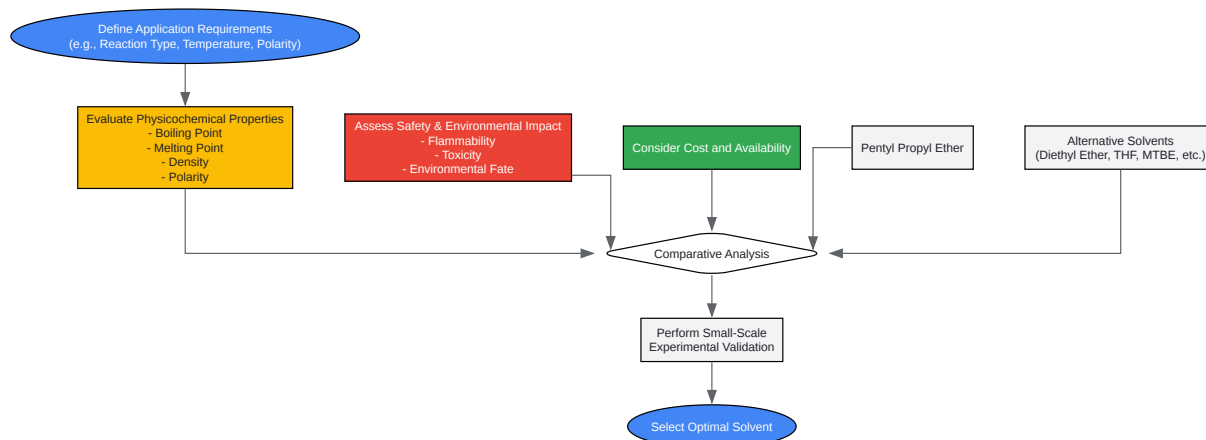 Define Application Requirements
(e.g., Reaction Type, Temperature, Polarity)
Evaluate Physicochemical Properties
- Boiling Point
- Melting Point
- Density
- Polarity
Assess Safety & Environmental Impact
- Flammability
- Toxicity
- Environmental Fate
Consider Cost and Availability
Pentyl Propyl Ether
Alternative Solvents
(Diethyl Ether, THF, MTBE, etc.)
Comparative Analysis
Perform Small-Scale
Experimental Validation
Select Optimal Solvent